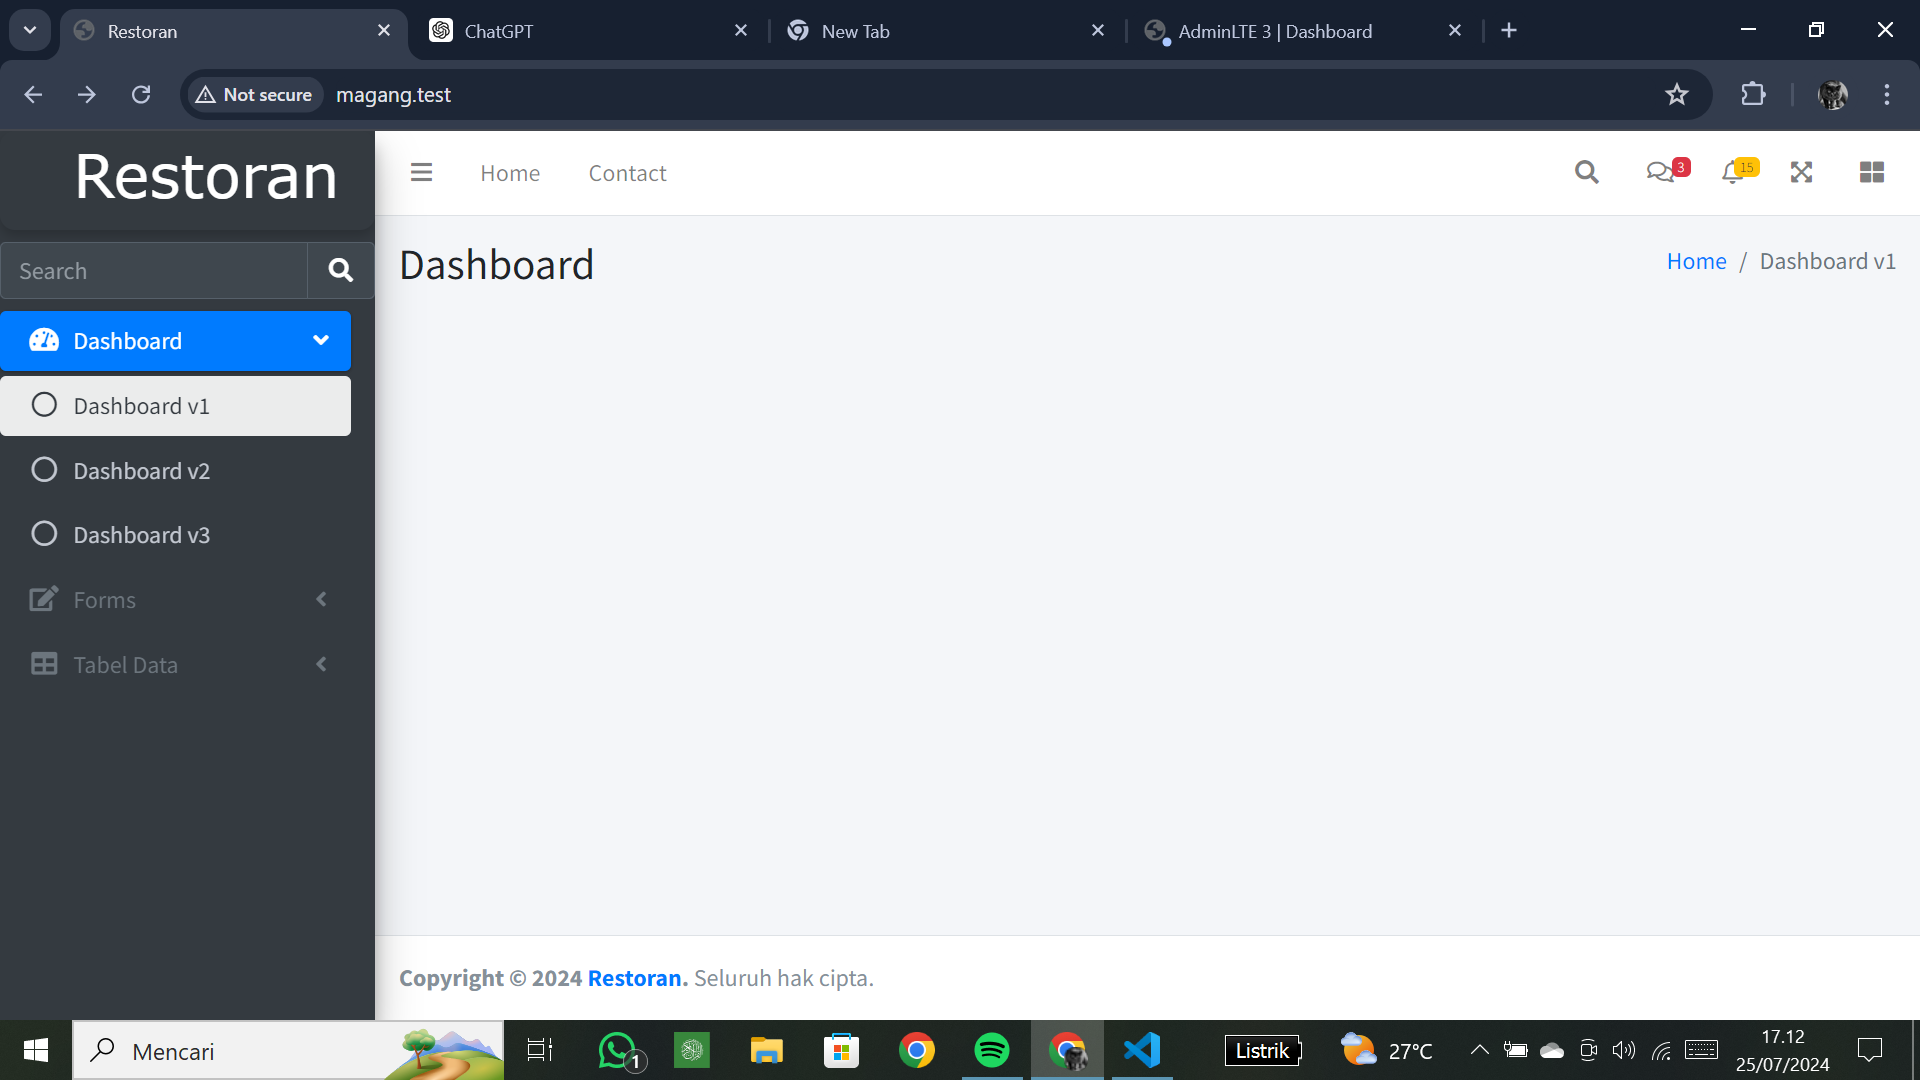 Restoran
ChatGPT
New Tab
AdminLTE 3 | Dashboard
Not secure
magang.test
Restoran
Home
Contact
3
15
Search
Dashboard
Home / Dashboard v1
Dashboard
Dashboard v1
Dashboard v2
Dashboard v3
Forms
Tabel Data
Copyright © 2024 Restoran. Seluruh hak cipta.
Mencari
1
Listrik
27°C
17.12
25/07/2024